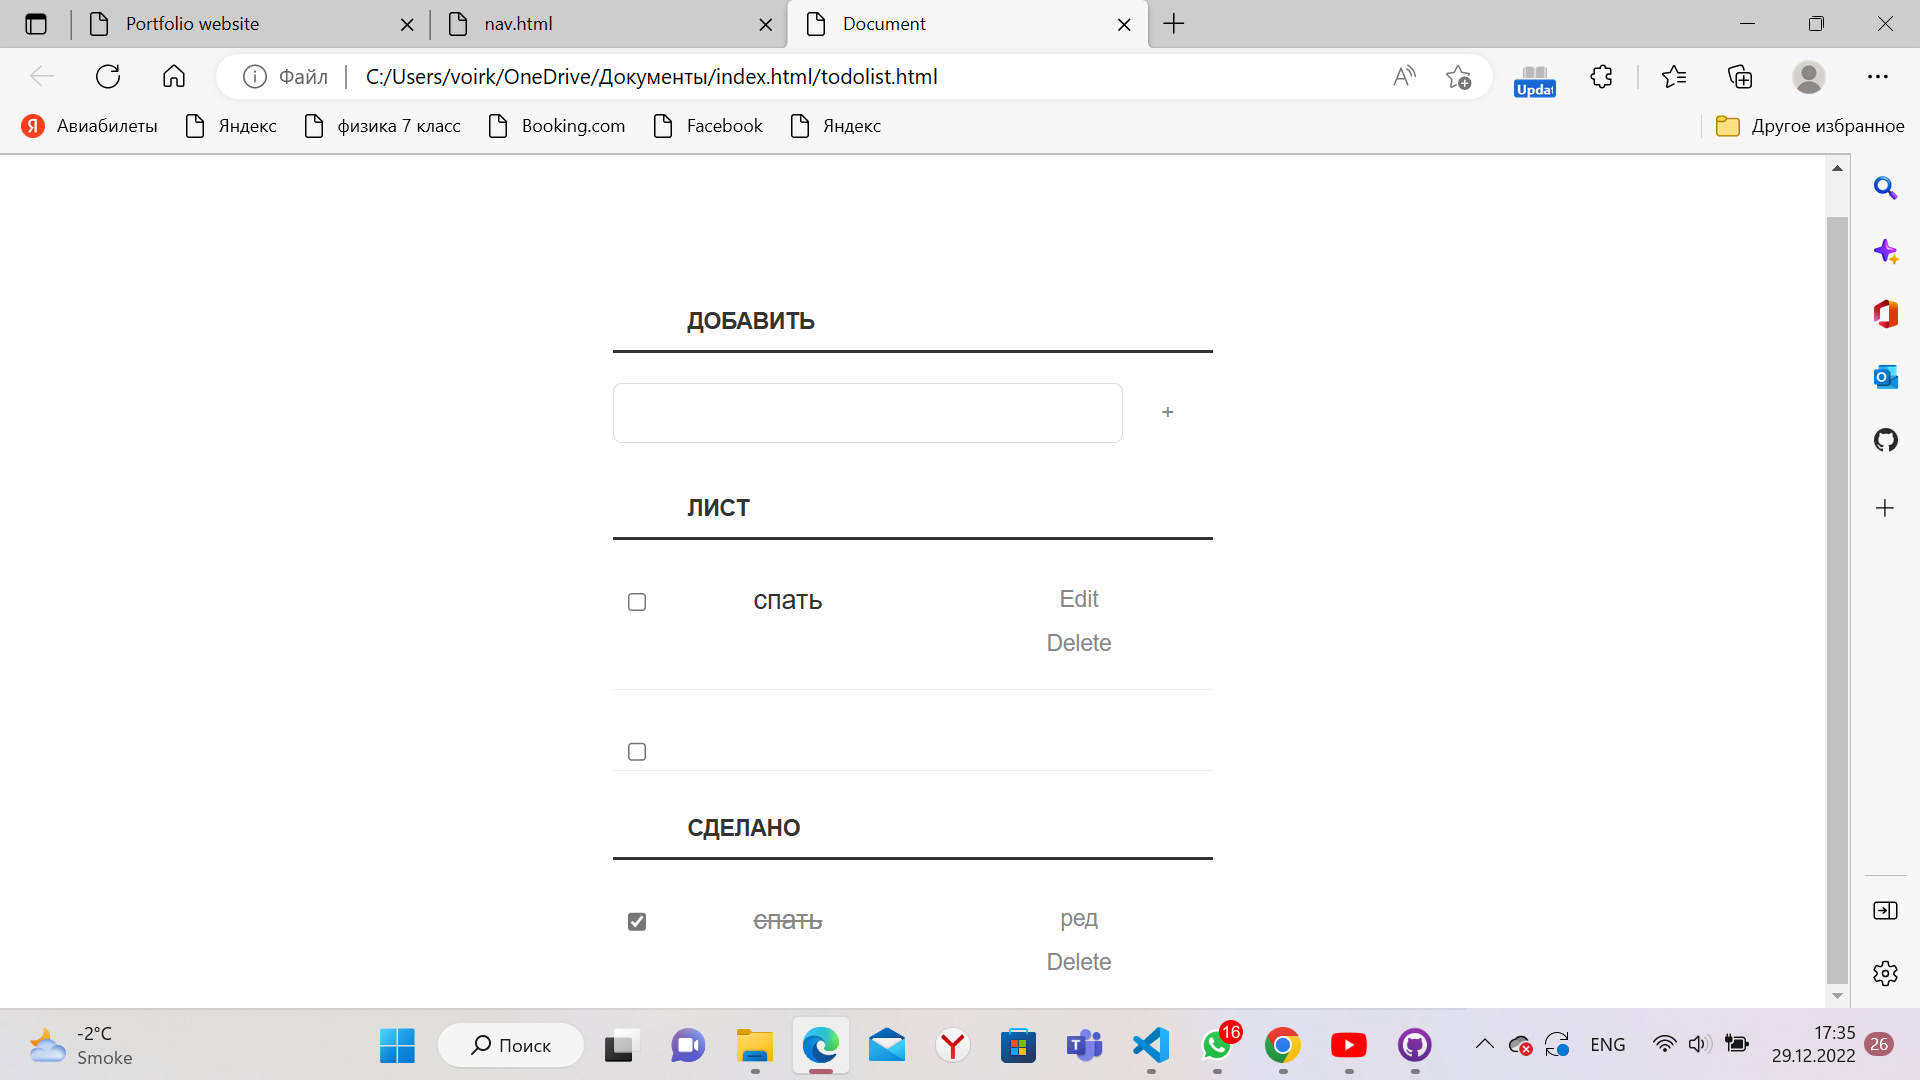 Portfolio website
nav.html
Document
Файл
C:/Users/voirk/OneDrive/Документы/index.html/todolist.html
Updat
Я Авиабилеты
Яндекс
физика 7 класс
Booking.com
Facebook
Яндекс
Другое избранное
ДОБАВИТЬ
+
ЛИСТ
спать
Edit
Delete
СДЕЛАНО
спать
ред
Delete
-2°C
Smoke
Поиск
16
ENG
17:35
29.12.2022
26